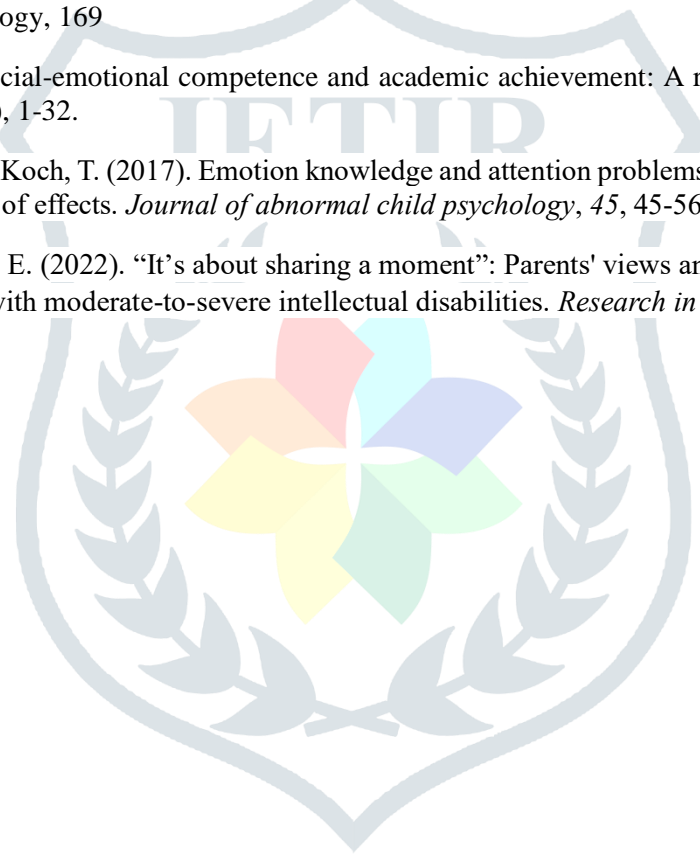 ogy, 169
JETIR
cial-emotional competence and academic achievement: A
), 1-32.
Koch, T. (2017). Emotion knowledge and attention problems
of effects. Journal of abnormal child psychology, 45, 45-56
E. (2022). “It’s about sharing a moment”: Parents' views an
with moderate-to-severe intellectual disabilities. Research in